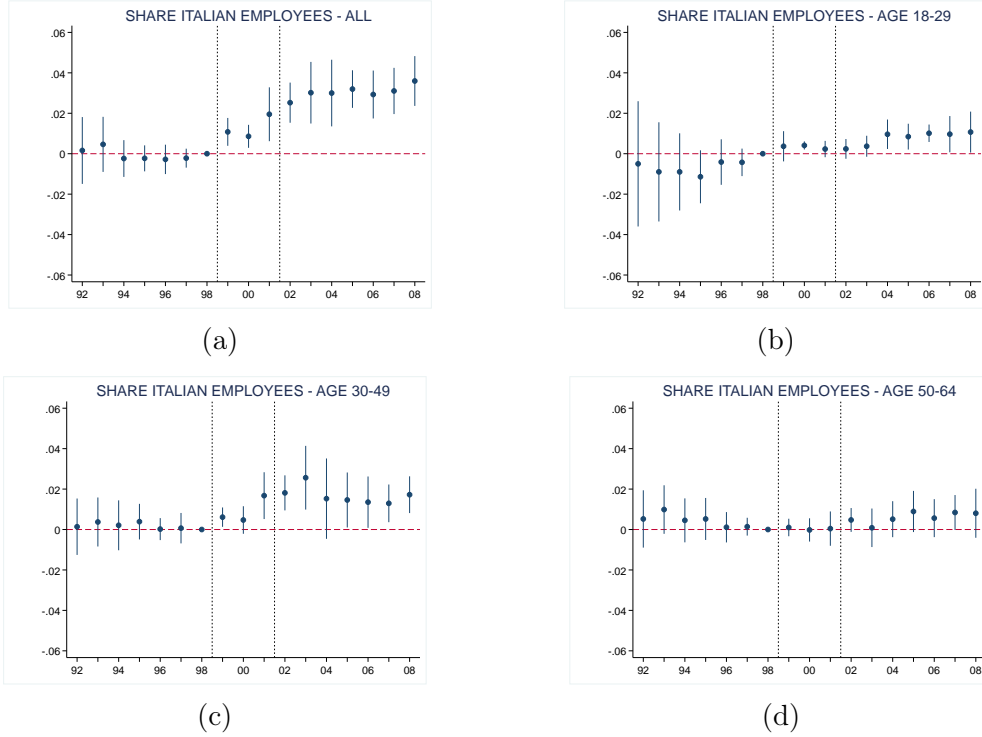 SHARE ITALIAN EMPLOYEES - ALL
.06
.04
.02
0
-.02
-.04
-.06
92 94 96 98 00 02 04 06 08
(a)
SHARE ITALIAN EMPLOYEES - AGE 18-29
.06
.04
.02
0
-.02
-.04
-.06
92 94 96 98 00 02 04 06 08
(b)
SHARE ITALIAN EMPLOYEES - AGE 30-49
.06
.04
.02
0
-.02
-.04
-.06
92 94 96 98 00 02 04 06 08
(c)
SHARE ITALIAN EMPLOYEES - AGE 50-64
.06
.04
.02
0
-.02
-.04
-.06
92 94 96 98 00 02 04 06 08
(d)